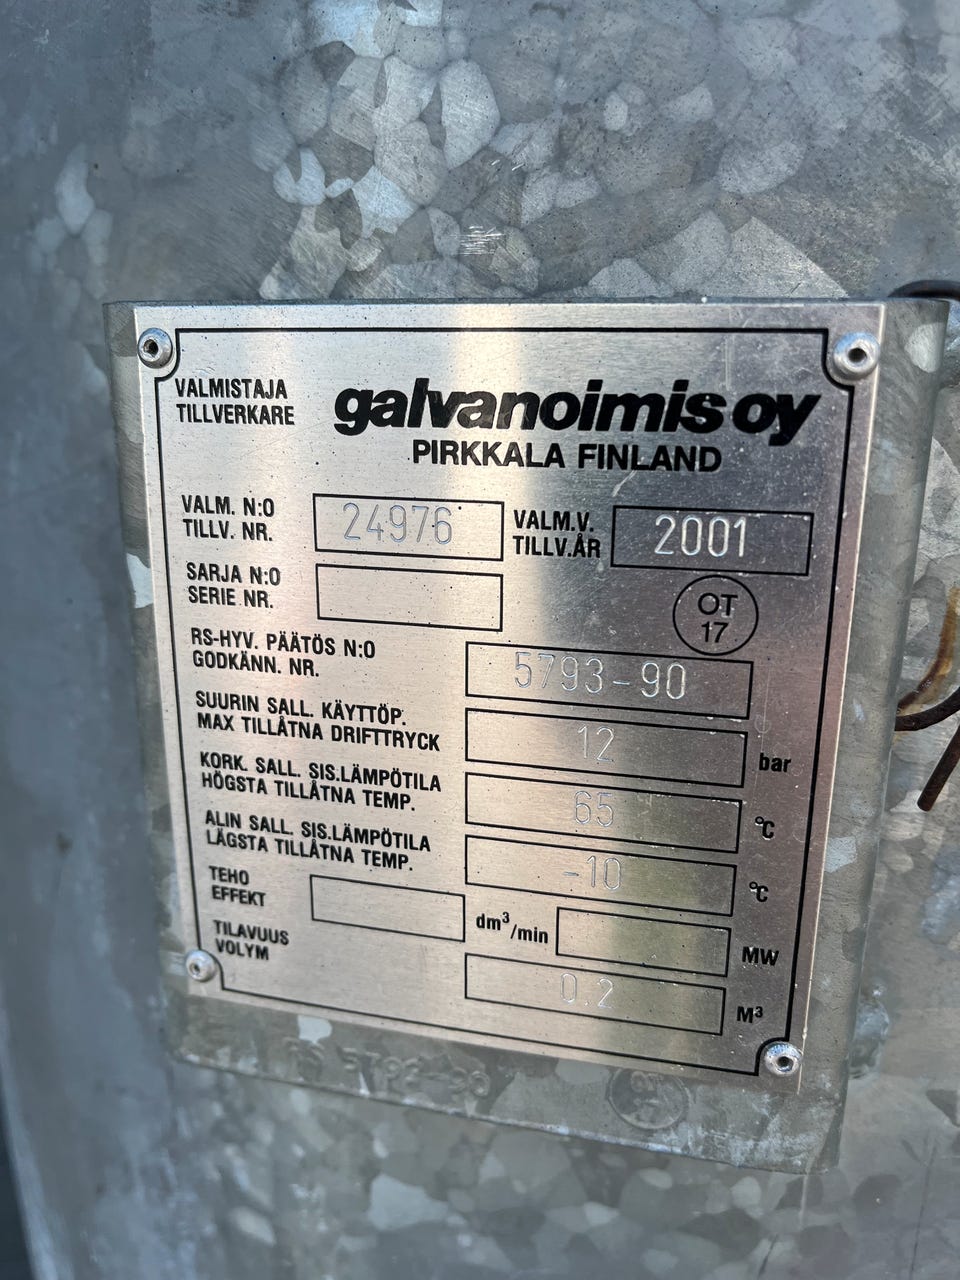 VALMISTAJA
TILLVERKARE
galvanoimis oy
PIRKKALA FINLAND
VALM. N:O
TILLV. NR.
24976
VALM.V.
TILLV.ÅR
2001
SARJA N:O
SERIE NR.
OT
17
RS-HYV. PÄÄTÖS N:O
GODKÄNN. NR.
5793-90
SUURIN SALL. KÄYTTÖP.
MAX TILLÅTNA DRIFTTRYCK
12 bar
KORK. SALL. SIS.LÄMPÖTILA
HÖGSTA TILLÅTNA TEMP.
65 °C
ALIN SALL. SIS.LÄMPÖTILA
LÄGSTA TILLÅTNA TEMP.
-10 °C
TEHO
EFFEKT
dm³/min
MW
TILAVUUS
VOLYM
0.2 M³